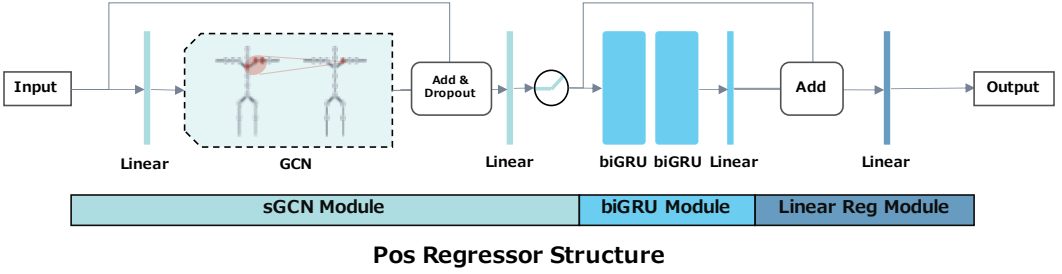 Input
Linear
GCN
Add &
Dropout
Linear
biGRU
biGRU
Linear
Add
Linear
Output
sGCN Module
biGRU Module
Linear Reg Module
Pos Regressor Structure